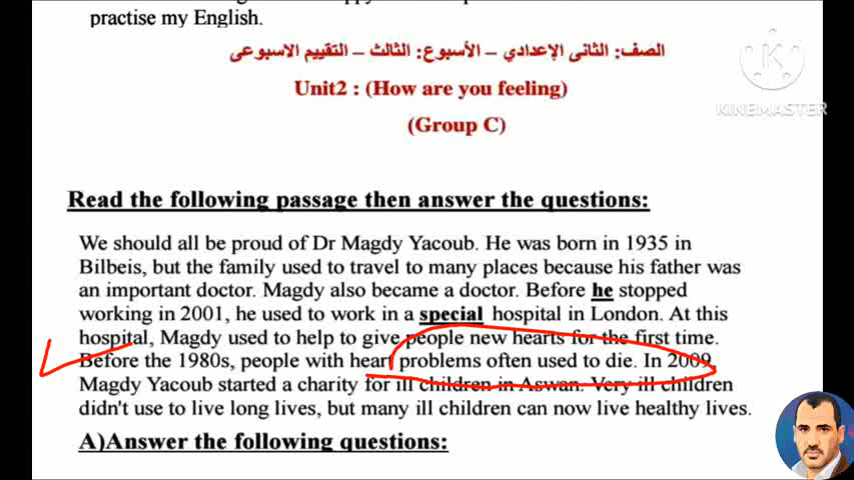 practise my English.
الصف: الثانى الإعدادي – الأسبوع: الثالث – التقييم الاسبوعى
Unit2 : (How are you feeling)
(Group C)
KINEMASTER
Read the following passage then answer the questions:
We should all be proud of Dr Magdy Yacoub. He was born in 1935 in
Bilbeis, but the family used to travel to many places because his father was
an important doctor. Magdy also became a doctor. Before he stopped
working in 2001, he used to work in a special hospital in London. At this
hospital, Magdy used to help to give people new hearts for the first time.
Before the 1980s, people with heart problems often used to die. In 2009,
Magdy Yacoub started a charity for ill children in Aswan. Very ill children
didn't use to live long lives, but many ill children can now live healthy lives.
A)Answer the following questions: